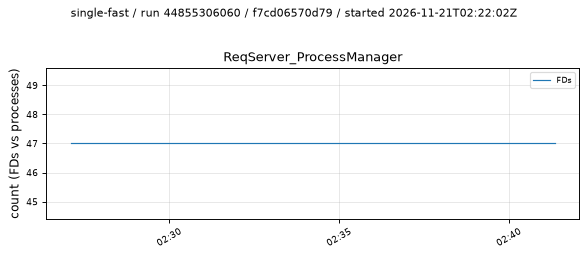 single-fast / run 44855306060 / f7cd06570d79 / started 2026-11-21T02:22:02Z
ReqServer_ProcessManager
FDs
count (FDs vs processes)
49
48
47
46
45
02:30
02:35
02:40